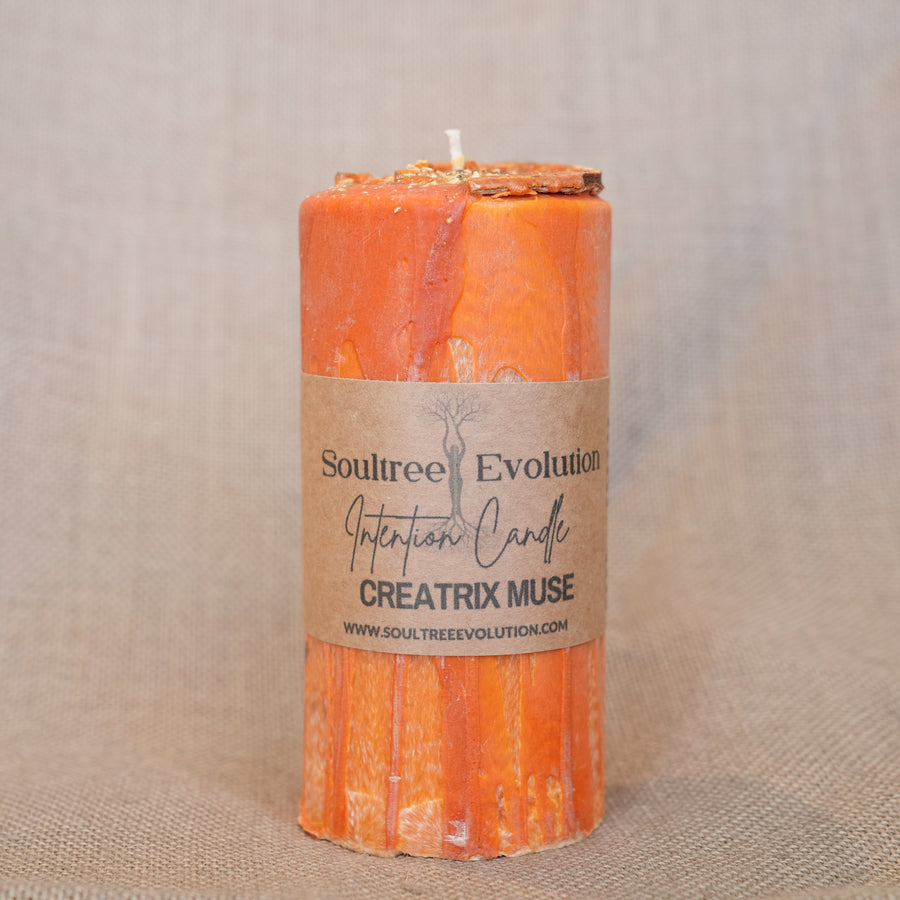 Soultree Evolution
Intention Candle
CREATRIX MUSE
WWW.SOULTREEEVOLUTION.COM